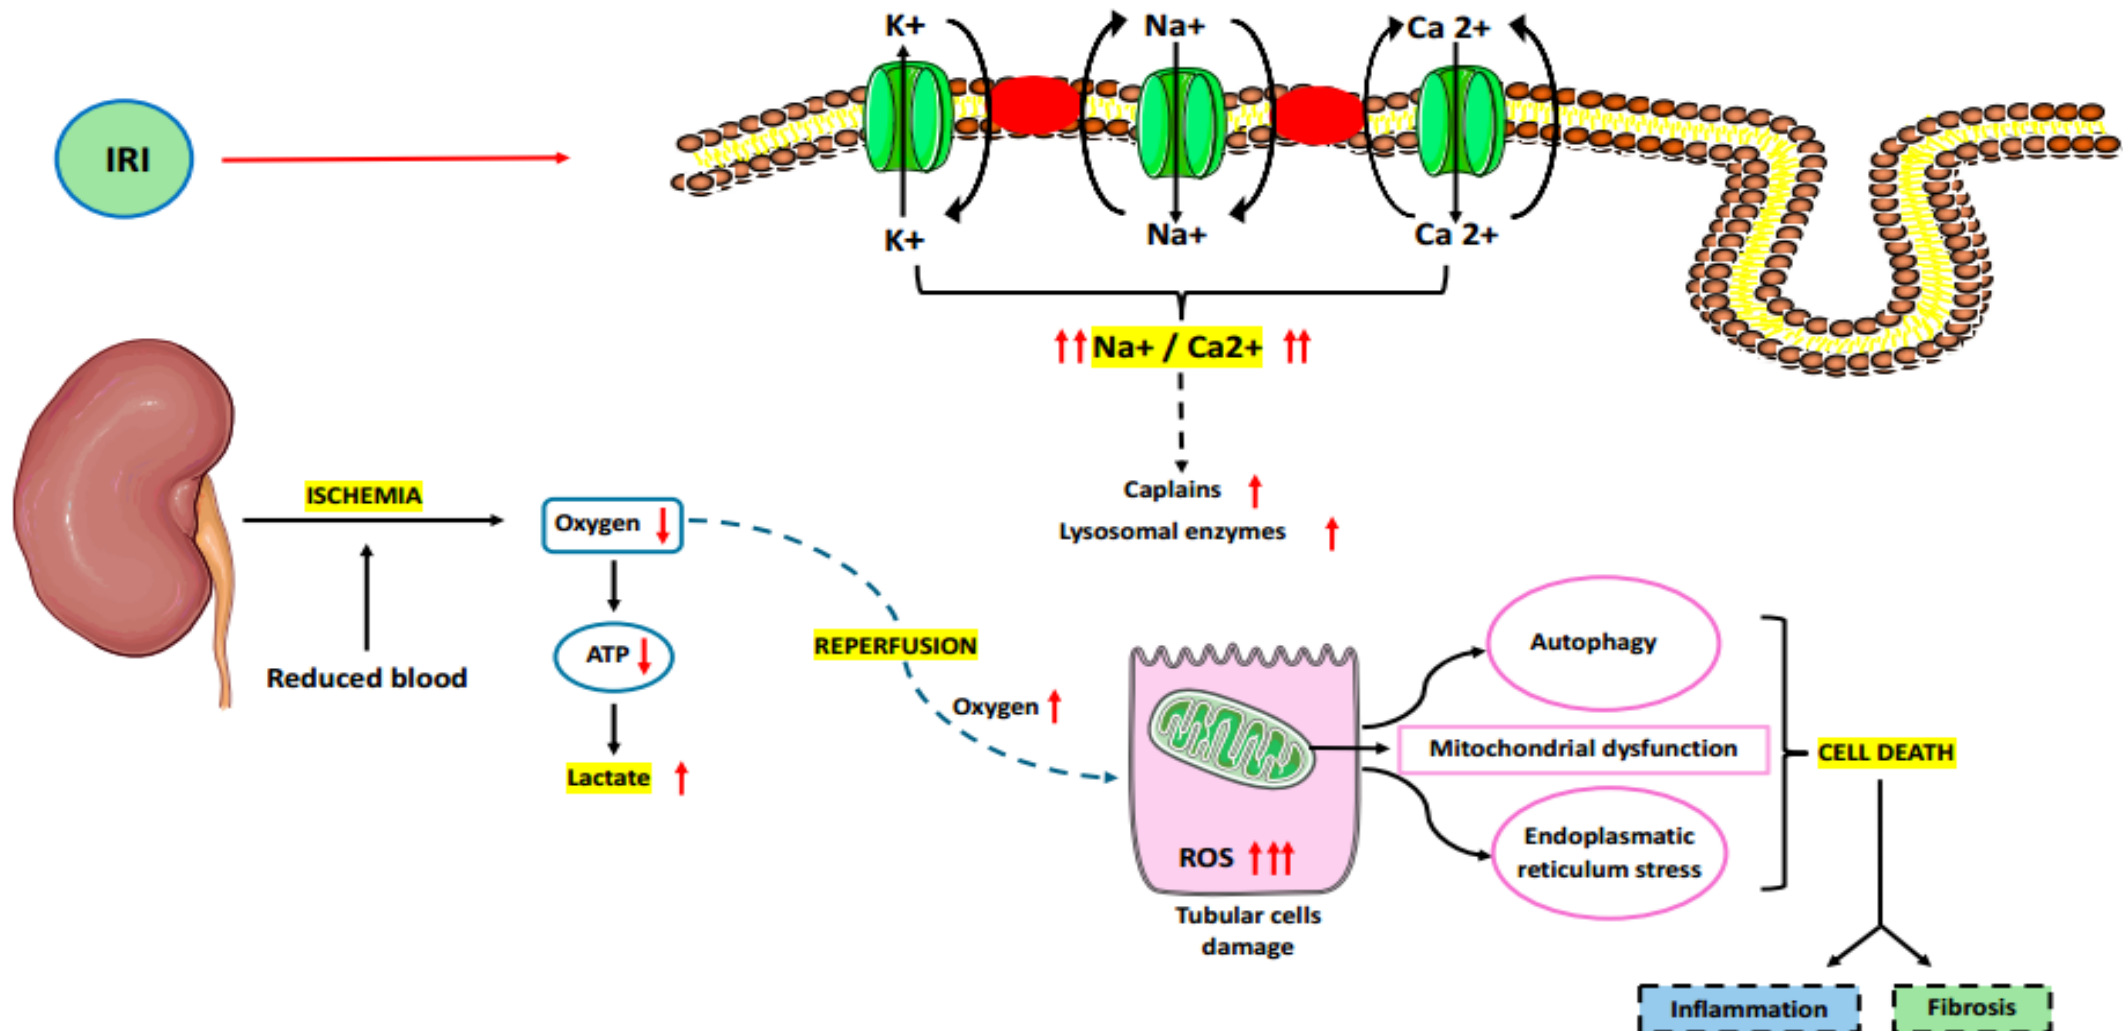 K+
Na+
Ca 2+
IRI
K+
Na+
Ca 2+
Na+ / Ca2+
Caplains
Lysosomal enzymes
ISCHEMIA
Oxygen
ATP
Reduced blood
Lactate
REPERFUSION
Oxygen
ROS
Tubular cells
damage
Autophagy
Mitochondrial dysfunction
Endoplasmatic
reticulum stress
CELL DEATH
Inflammation
Fibrosis